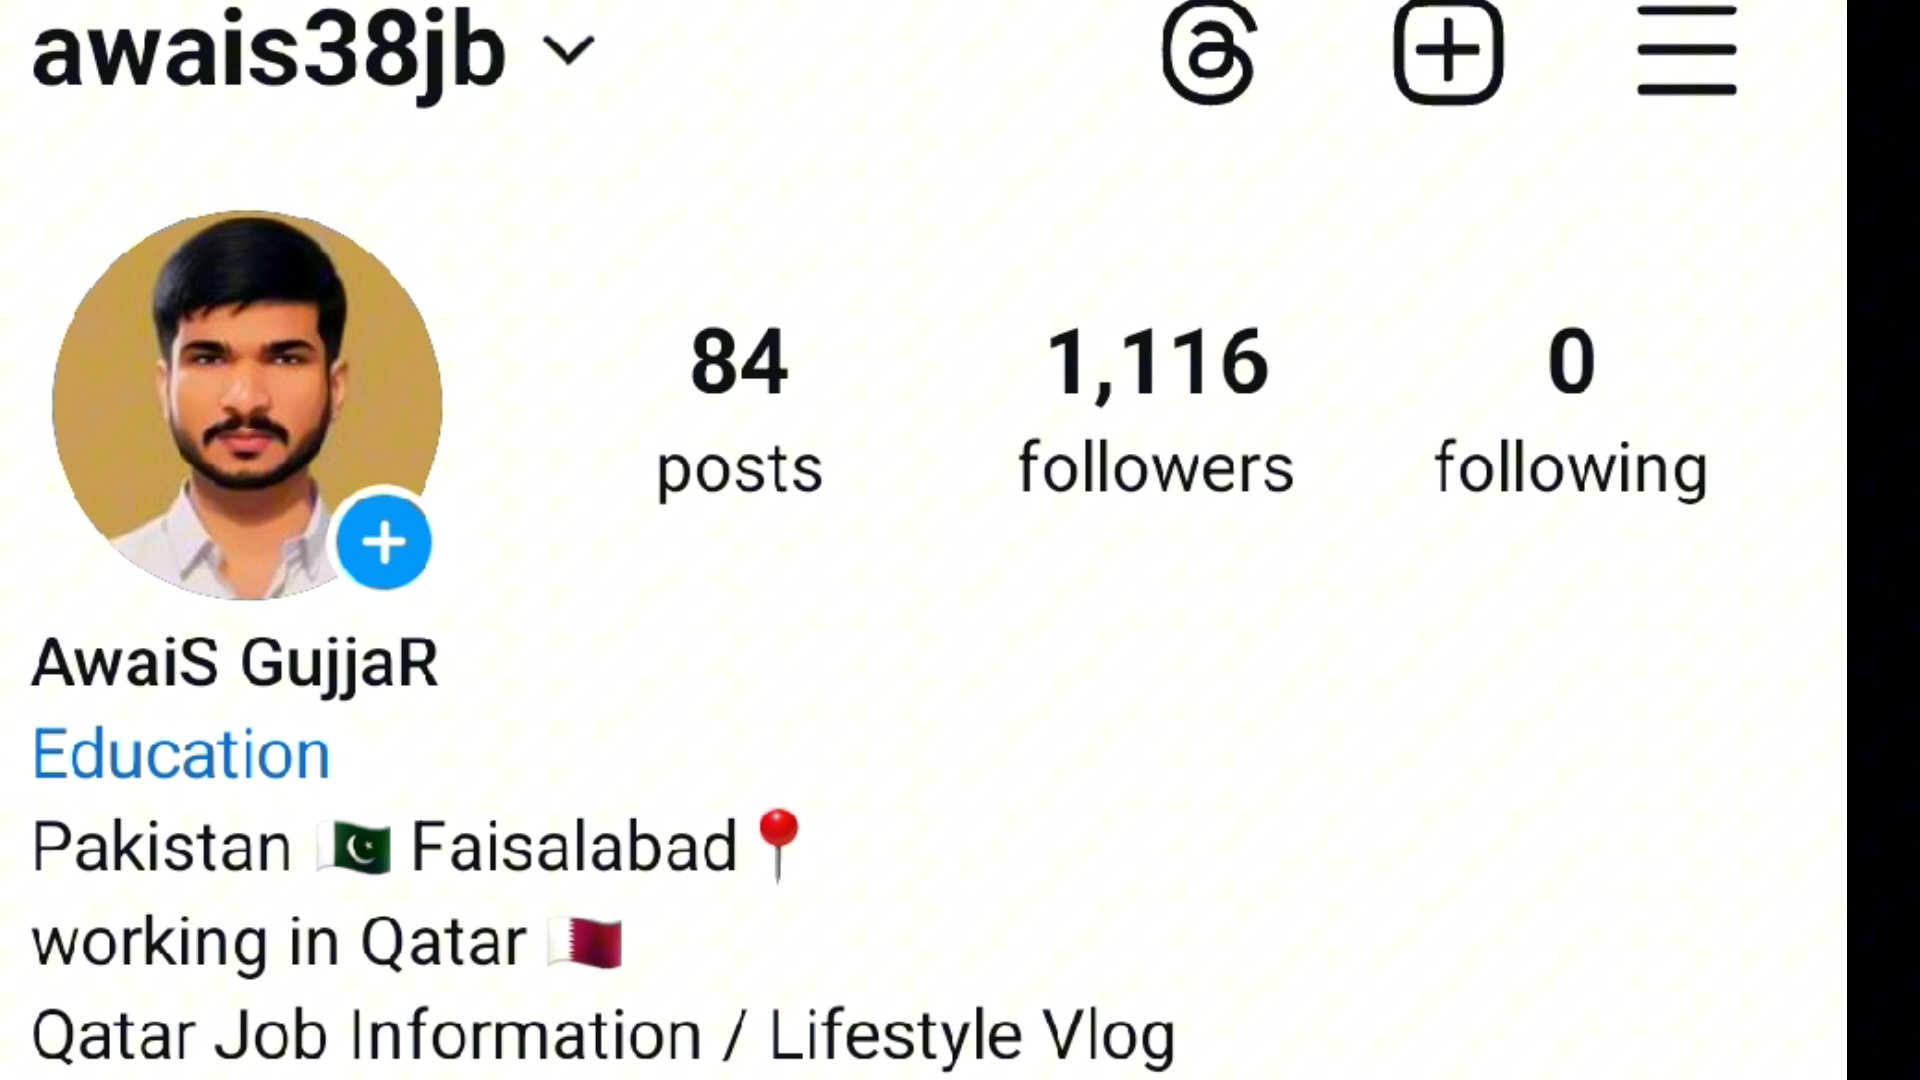 awais38jb
84 1,116 0
posts followers following
AwaiS GujjaR
Education
Pakistan 🇵🇰 Faisalabad📍
working in Qatar 🇶🇦
Qatar Job Information / Lifestyle Vlog